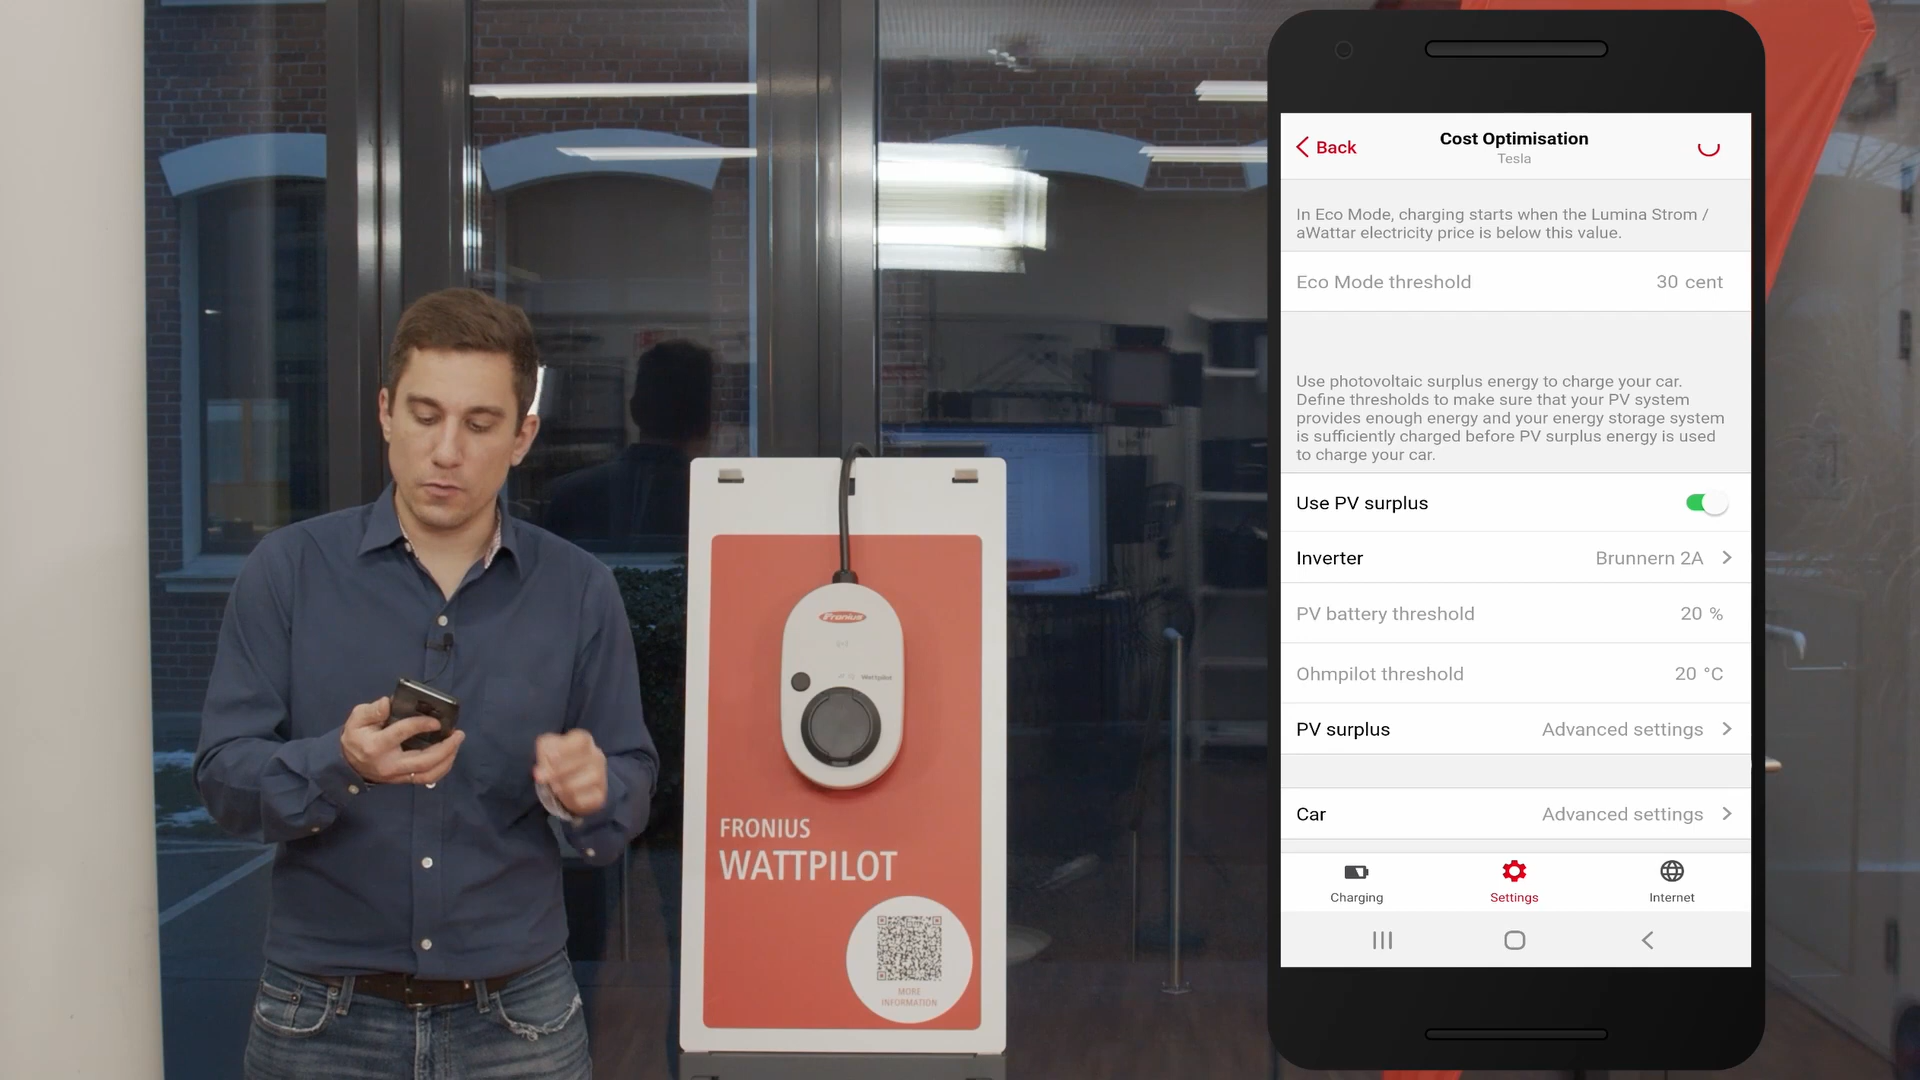 Fronius
Wattpilot
FRONIUS
WATTPILOT
MORE
INFORMATION
Back
Cost Optimisation
Tesla
In Eco Mode, charging starts when the Lumina Strom /
aWattar electricity price is below this value.
Eco Mode threshold 30 cent
Use photovoltaic surplus energy to charge your car.
Define thresholds to make sure that your PV system
provides enough energy and your energy storage system
is sufficiently charged before PV surplus energy is used
to charge your car.
Use PV surplus
Inverter Brunnern 2A
PV battery threshold 20 %
Ohmpilot threshold 20 °C
PV surplus Advanced settings
Car Advanced settings
Charging Settings Internet